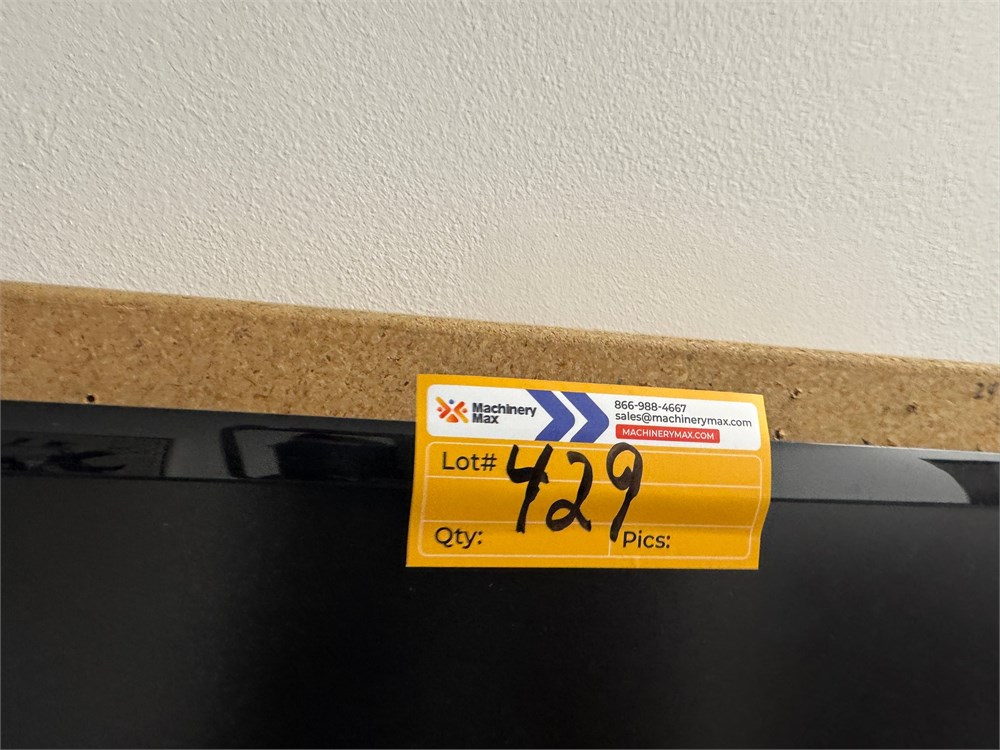 Machinery
Max
866-988-4667
sales@machinerymax.com
MACHINERYMAX.COM
Lot# 429
Qty:
Pics: